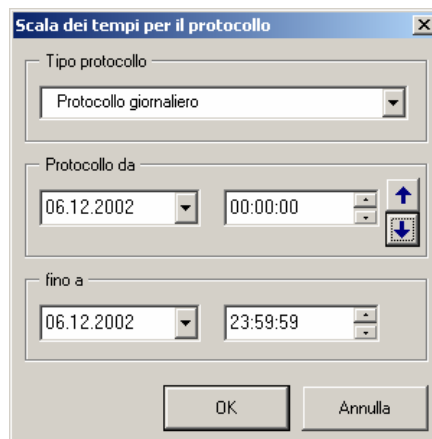 Scala dei tempi per il protocollo
Tipo protocollo
Protocollo giornaliero
Protocollo da
06.12.2002 00:00:00
fino a
06.12.2002 23:59:59
OK Annulla